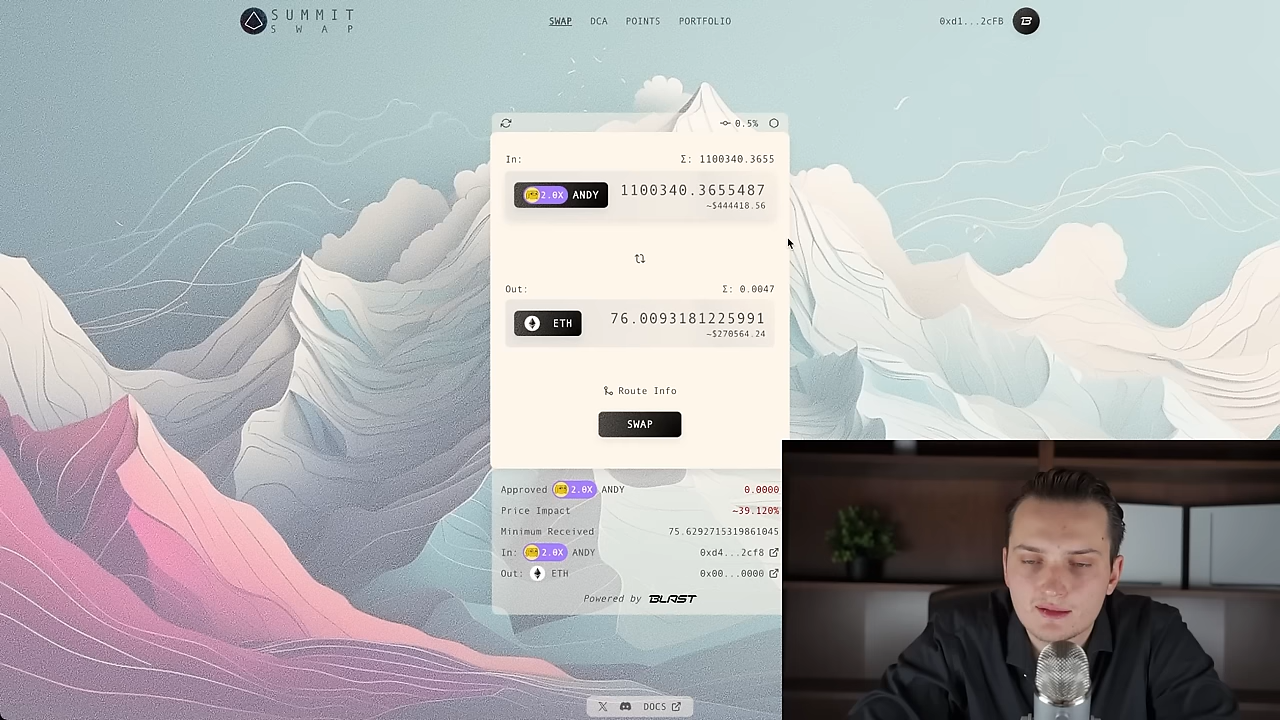 SUMMIT
SWAP
SWAP DCA POINTS PORTFOLIO
0xd1...2cFB
0.5%
In: Σ: 1100340.3655
2.0X ANDY 1100340.3655487
~$444418.56
Out: Σ: 0.0047
ETH 76.0093181225991
~$270564.24
Route Info
SWAP
Approved 2.0X ANDY 0.0000
Price Impact ~39.120%
Minimum Received 75.6292715319861045
In: 2.0X ANDY 0xd4...2cf8
Out: ETH 0x00...0000
Powered by BLAST
DOCS